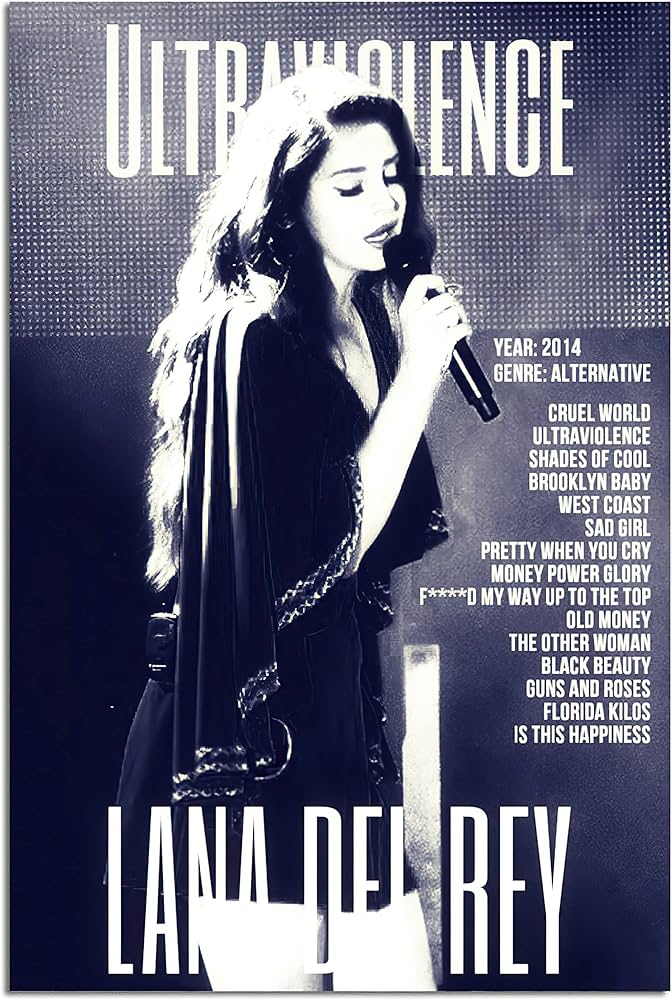 ULTRAVIOLENCE
YEAR: 2014
GENRE: ALTERNATIVE
CRUEL WORLD
ULTRAVIOLENCE
SHADES OF COOL
BROOKLYN BABY
WEST COAST
SAD GIRL
PRETTY WHEN YOU CRY
MONEY POWER GLORY
F****D MY WAY UP TO THE TOP
OLD MONEY
THE OTHER WOMAN
BLACK BEAUTY
GUNS AND ROSES
FLORIDA KILOS
IS THIS HAPPINESS
LANA DEL REY